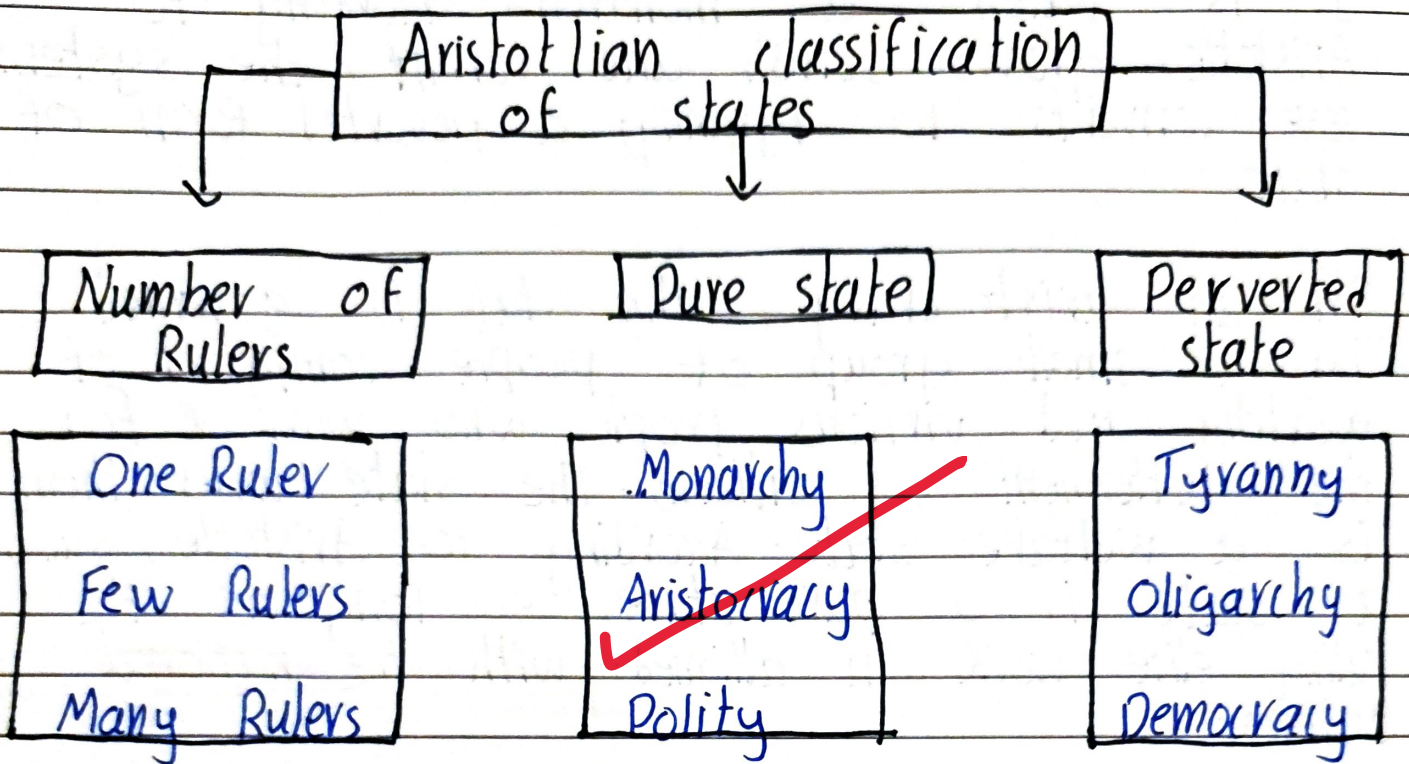 Aristotlian classification
of states
Number of
Rulers
Pure state
Perverted
state
One Ruler
Few Rulers
Many Rulers
Monarchy
Aristocracy
Polity
Tyranny
Oligarchy
Democracy